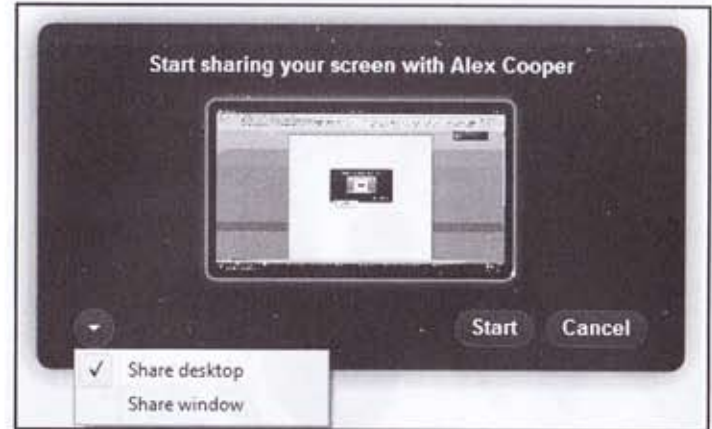 Start sharing your screen with Alex Cooper
Start
Cancel
✓ Share desktop
Share window